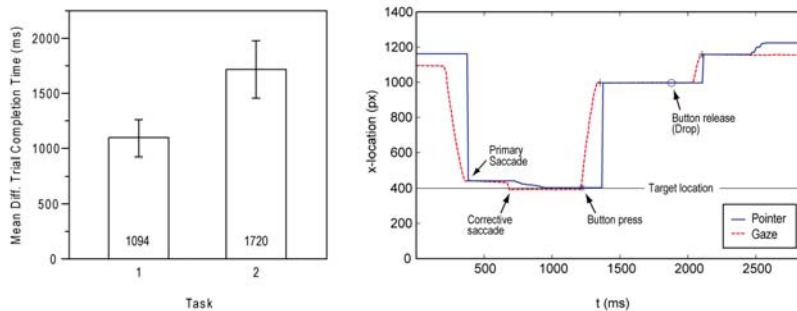 Mean Diff. Trial Completion Time (ms)
2000
1500
1000
500
0
1094
1720
1
2
Task
x-location (px)
1400
1200
1000
800
600
400
200
0
Primary
Saccade
Corrective
saccade
Button press
Button release
(Drop)
Target location
Pointer
Gaze
500
1000
1500
2000
2500
t (ms)